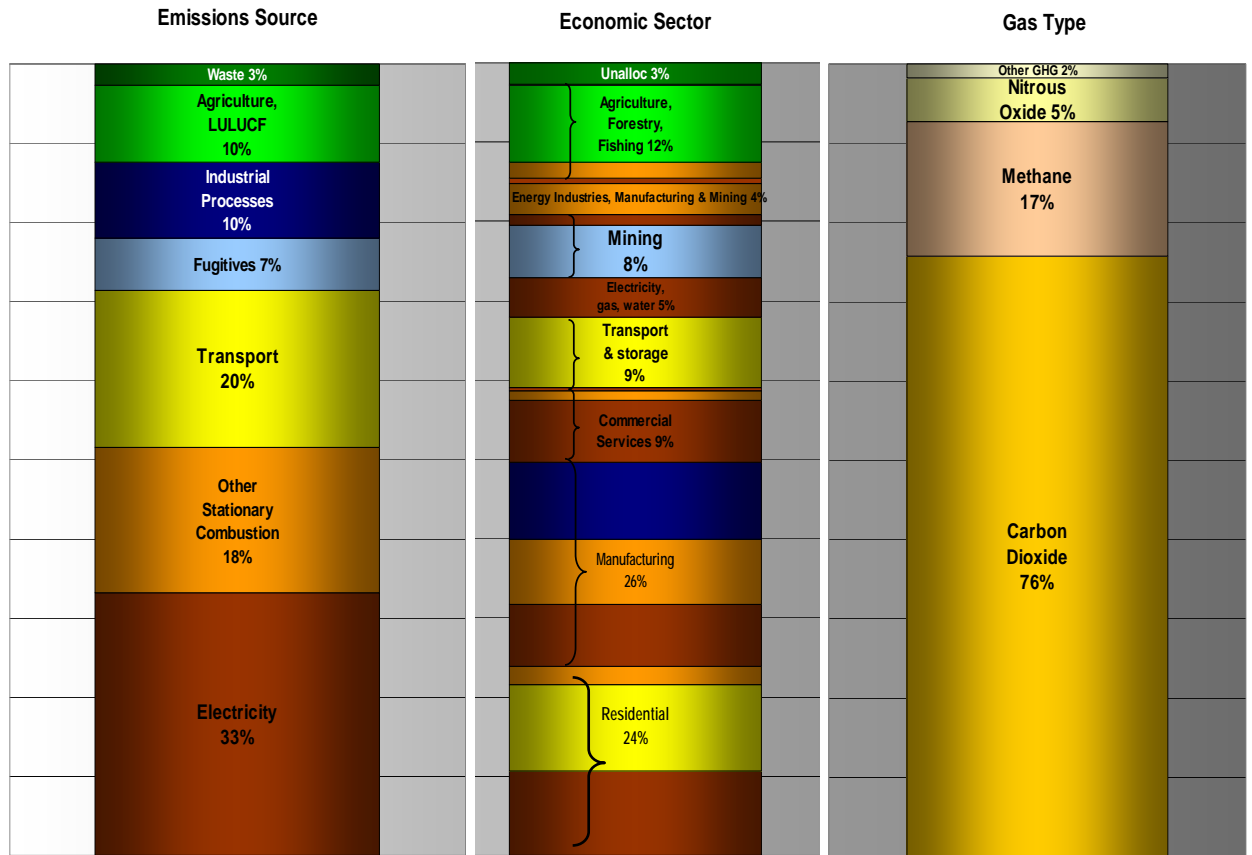 Emissions Source
Waste 3%
Agriculture,
LULUCF
10%
Industrial
Processes
10%
Fugitives 7%
Transport
20%
Other
Stationary
Combustion
18%
Electricity
33%
Economic Sector
Unalloc 3%
Agriculture,
Forestry,
Fishing 12%
Energy Industries, Manufacturing & Mining 4%
Mining
8%
Electricity,
gas, water 5%
Transport
& storage
9%
Commercial
Services 9%
Manufacturing
26%
Residential
24%
Gas Type
Other GHG 2%
Nitrous
Oxide 5%
Methane
17%
Carbon
Dioxide
76%